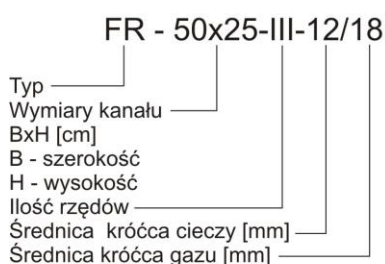 FR - 50x25-III-12/18
Typ
Wymiary kanału
BxH [cm]
B - szerokość
H - wysokość
Ilość rzędów
Średnica króćca cieczy [mm]
Średnica króćca gazu [mm]